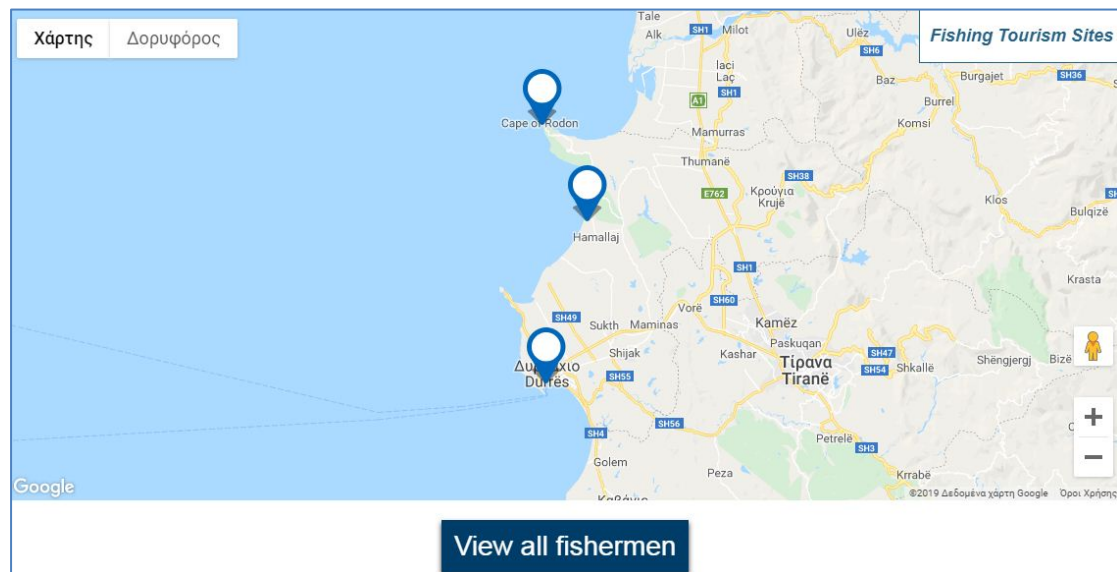 Χάρτης
Δορυφόρος
Fishing Tourism Sites
Tale
Alk
SH1
Milot
Ulëz
SH6
Iaci
Laç
SH1
Baz
Burgajet
SH36
A1
Burrel
Cape of Rodon
Mamurras
Komsi
Thumanë
SH38
E762
Κρούγια
Krujë
Klos
Bulqizë
Hamallaj
SH1
Krasta
SH60
Vorë
SH49
Sukth
Maminas
Kamëz
Paskuqan
Shijak
Kashar
Τίρανα
Tiranë
SH47
SH54
Shkallë
Shëngjergj
Bizë
Durrës
SH55
SH56
SH4
Petrelë
SH3
Golem
Peza
Krrabë
Google
©2019 Δεδομένα χάρτη Google
Όροι Χρήσης
View all fishermen